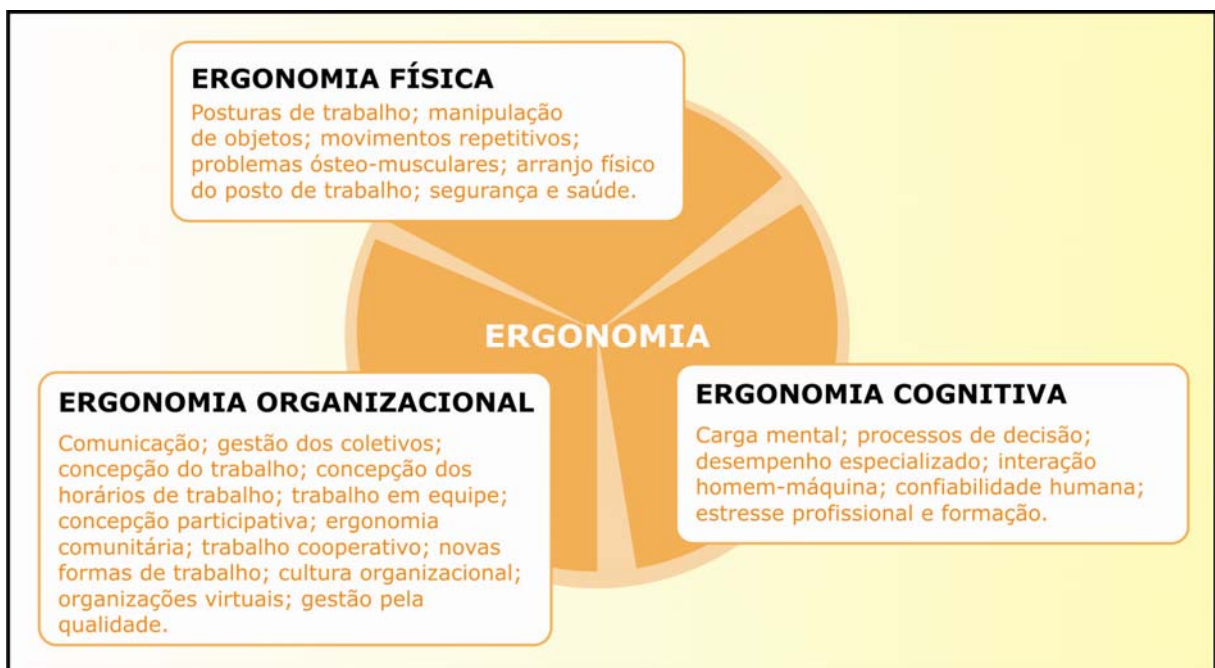 ERGONOMIA FÍSICA
Posturas de trabalho; manipulação
de objetos; movimentos repetitivos;
problemas ósteo-musculares; arranjo físico
do posto de trabalho; segurança e saúde.
ERGONOMIA
ERGONOMIA ORGANIZACIONAL
Comunicação; gestão dos coletivos;
concepção do trabalho; concepção dos
horários de trabalho; trabalho em equipe;
concepção participativa; ergonomia
comunitária; trabalho cooperativo; novas
formas de trabalho; cultura organizacional;
organizações virtuais; gestão pela
qualidade.
ERGONOMIA COGNITIVA
Carga mental; processos de decisão;
desempenho especializado; interação
homem-máquina; confiabilidade humana;
estresse profissional e formação.